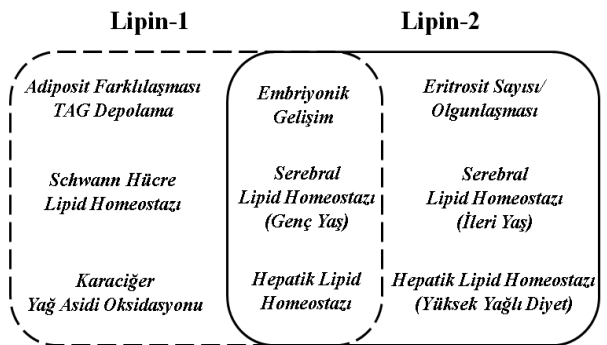 Lipin-1
Lipin-2
Adiposit Farklılaşması
TAG Depolama
Embriyonik
Gelişim
Eritrosit Sayısı/
Olgunlaşması
Schwann Hücre
Lipid Homeostazı
Serebral
Lipid Homeostazı
(Genç Yaş)
Serebral
Lipid Homeostazı
(İleri Yaş)
Karaciğer
Yağ Asidi Oksidasyonu
Hepatik Lipid
Homeostazı
Hepatik Lipid Homeostazı
(Yüksek Yağlı Diyet)